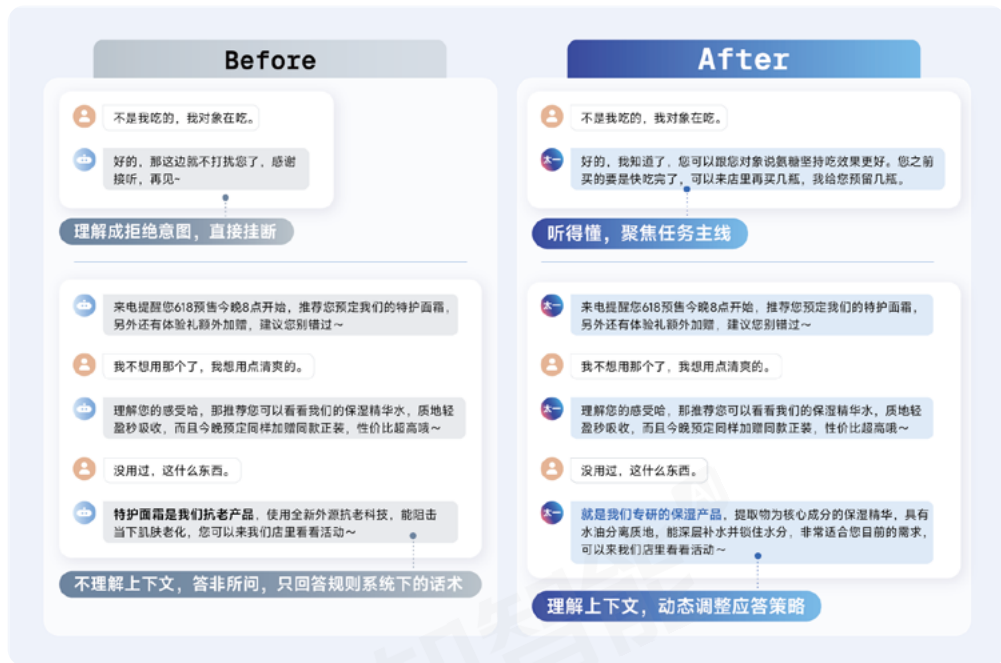 Before
不是我吃的，我对象在吃。
好的，那这边就不打扰您了，感谢
接听，再见~
理解成拒绝意图，直接挂断
来电提醒您618预售今晚8点开始，推荐您预定我们的特护面霜，
另外还有体验礼额外加赠，建议您别错过～
我不想用那个了，我想用点清爽的。
理解您的感受哈，那推荐您可以看看我们的保湿精华水，质地轻
盈秒吸收，而且今晚预定同样加赠同款正装，性价比超高哦～
没用过，这什么东西。
特护面霜是我们抗老产品，使用全新外源抗老科技，能阻击
当下肌肤老化，您可以来我们店里看看活动～
不理解上下文，答非所问，只回答规则系统下的话术
After
不是我吃的，我对象在吃。
太一
好的，我知道了，您可以跟您对象说氨糖坚持吃效果更好。您之前
买的要是快吃完了，可以来店里再买几瓶，我给您预留几瓶。
听得懂，聚焦任务主线
太一
来电提醒您618预售今晚8点开始，推荐您预定我们的特护面霜，
另外还有体验礼额外加赠，建议您别错过～
我不想用那个了，我想用点清爽的。
太一
理解您的感受哈，那推荐您可以看看我们的保湿精华水，质地轻
盈秒吸收，而且今晚预定同样加赠同款正装，性价比超高哦～
没用过，这什么东西。
太一
就是我们专研的保湿产品，提取物为核心成分的保湿精华，具有
水油分离质地，能深层补水并锁住水分，非常适合您目前的需求，
可以来我们店里看看活动～
理解上下文，动态调整应答策略